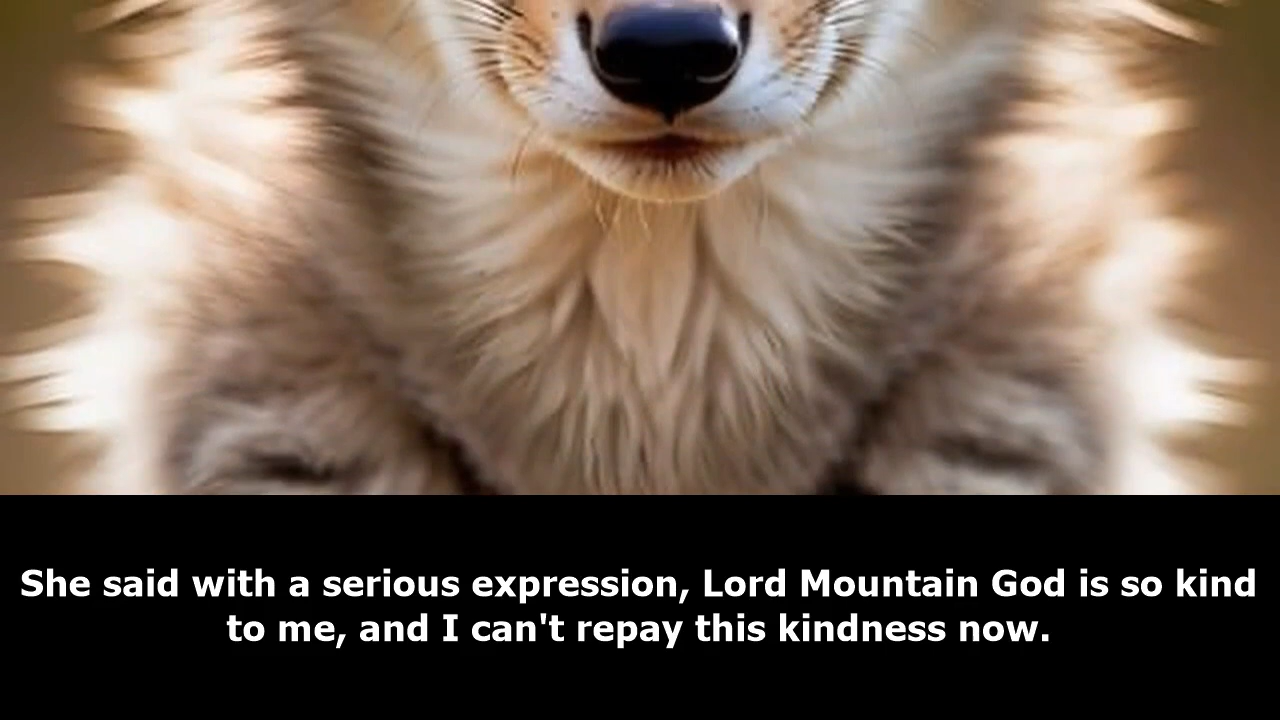 She said with a serious expression, Lord Mountain God is so kind
to me, and I can't repay this kindness now.